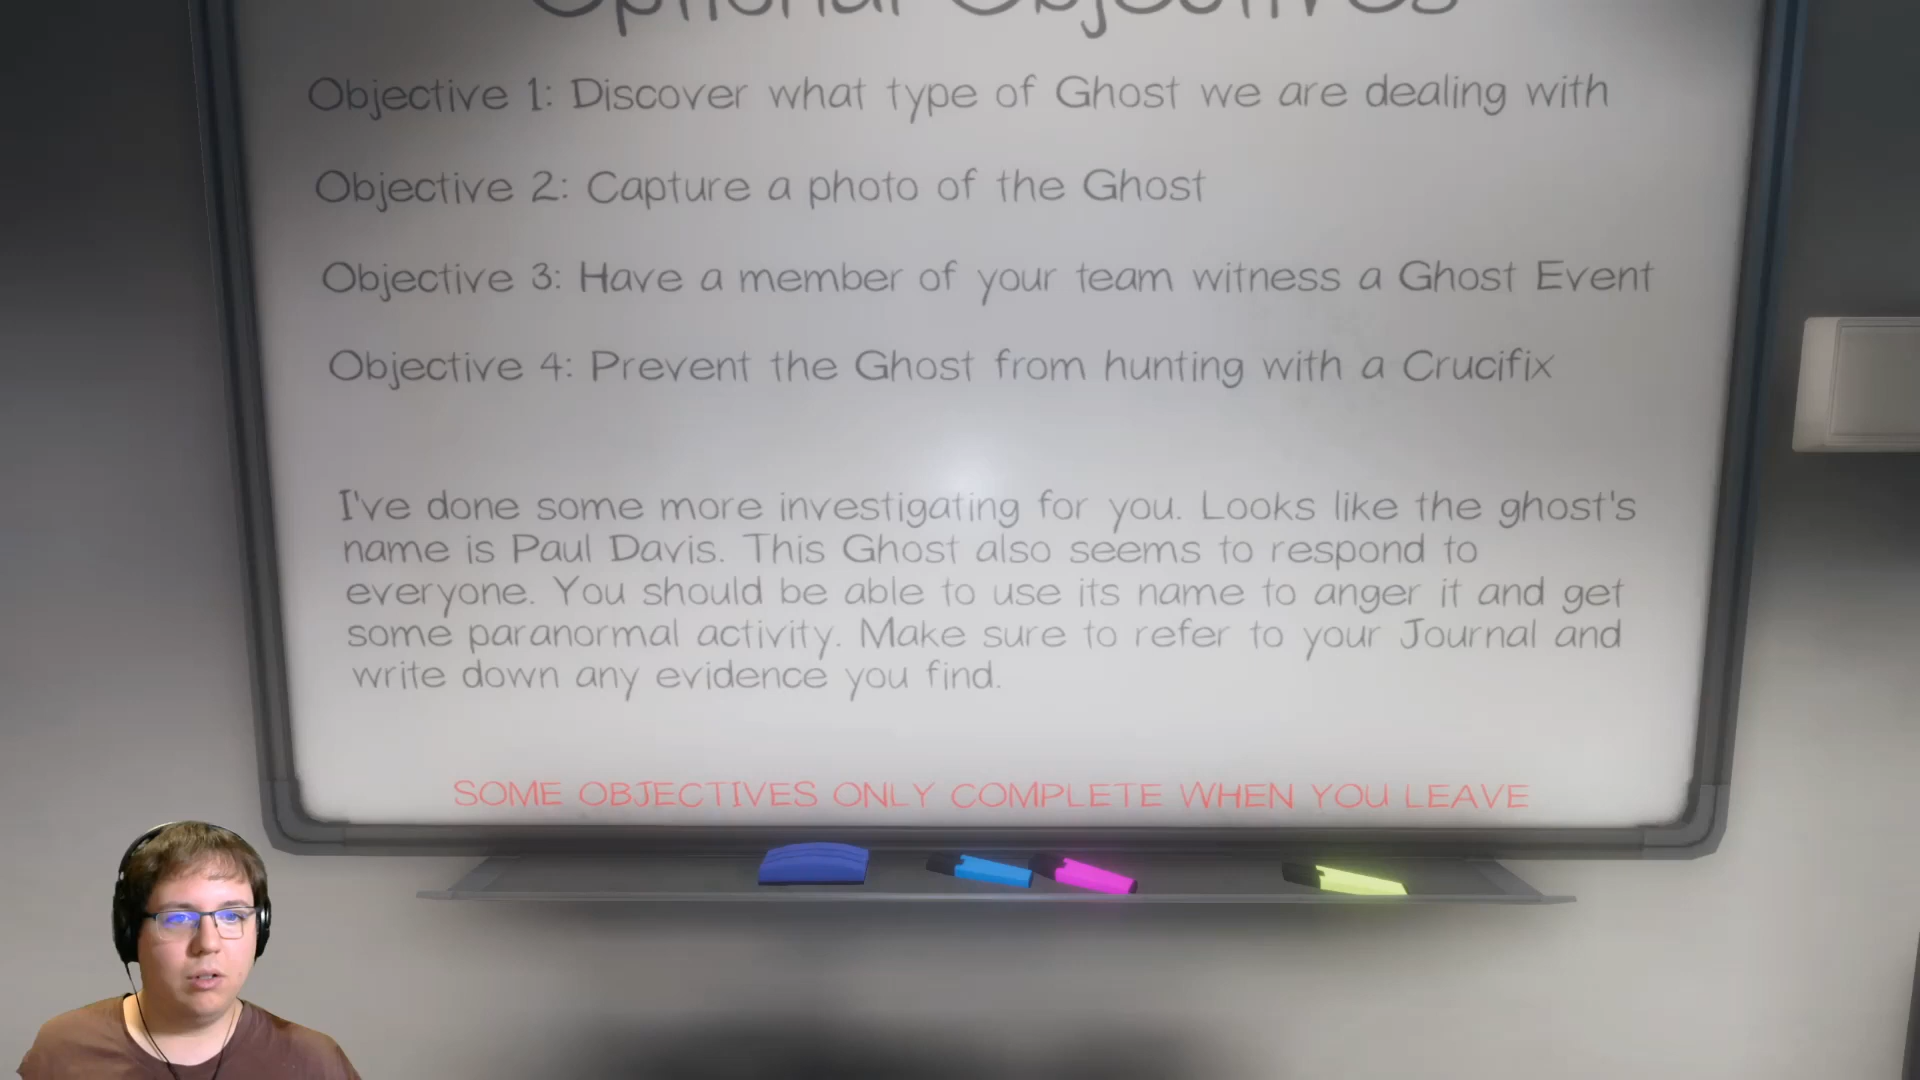 Optional Objectives
Objective 1: Discover what type of Ghost we are dealing with
Objective 2: Capture a photo of the Ghost
Objective 3: Have a member of your team witness a Ghost Event
Objective 4: Prevent the Ghost from hunting with a Crucifix
I've done some more investigating for you. Looks like the ghost's
name is Paul Davis. This Ghost also seems to respond to
everyone. You should be able to use its name to anger it and get
some paranormal activity. Make sure to refer to your Journal and
write down any evidence you find.
SOME OBJECTIVES ONLY COMPLETE WHEN YOU LEAVE